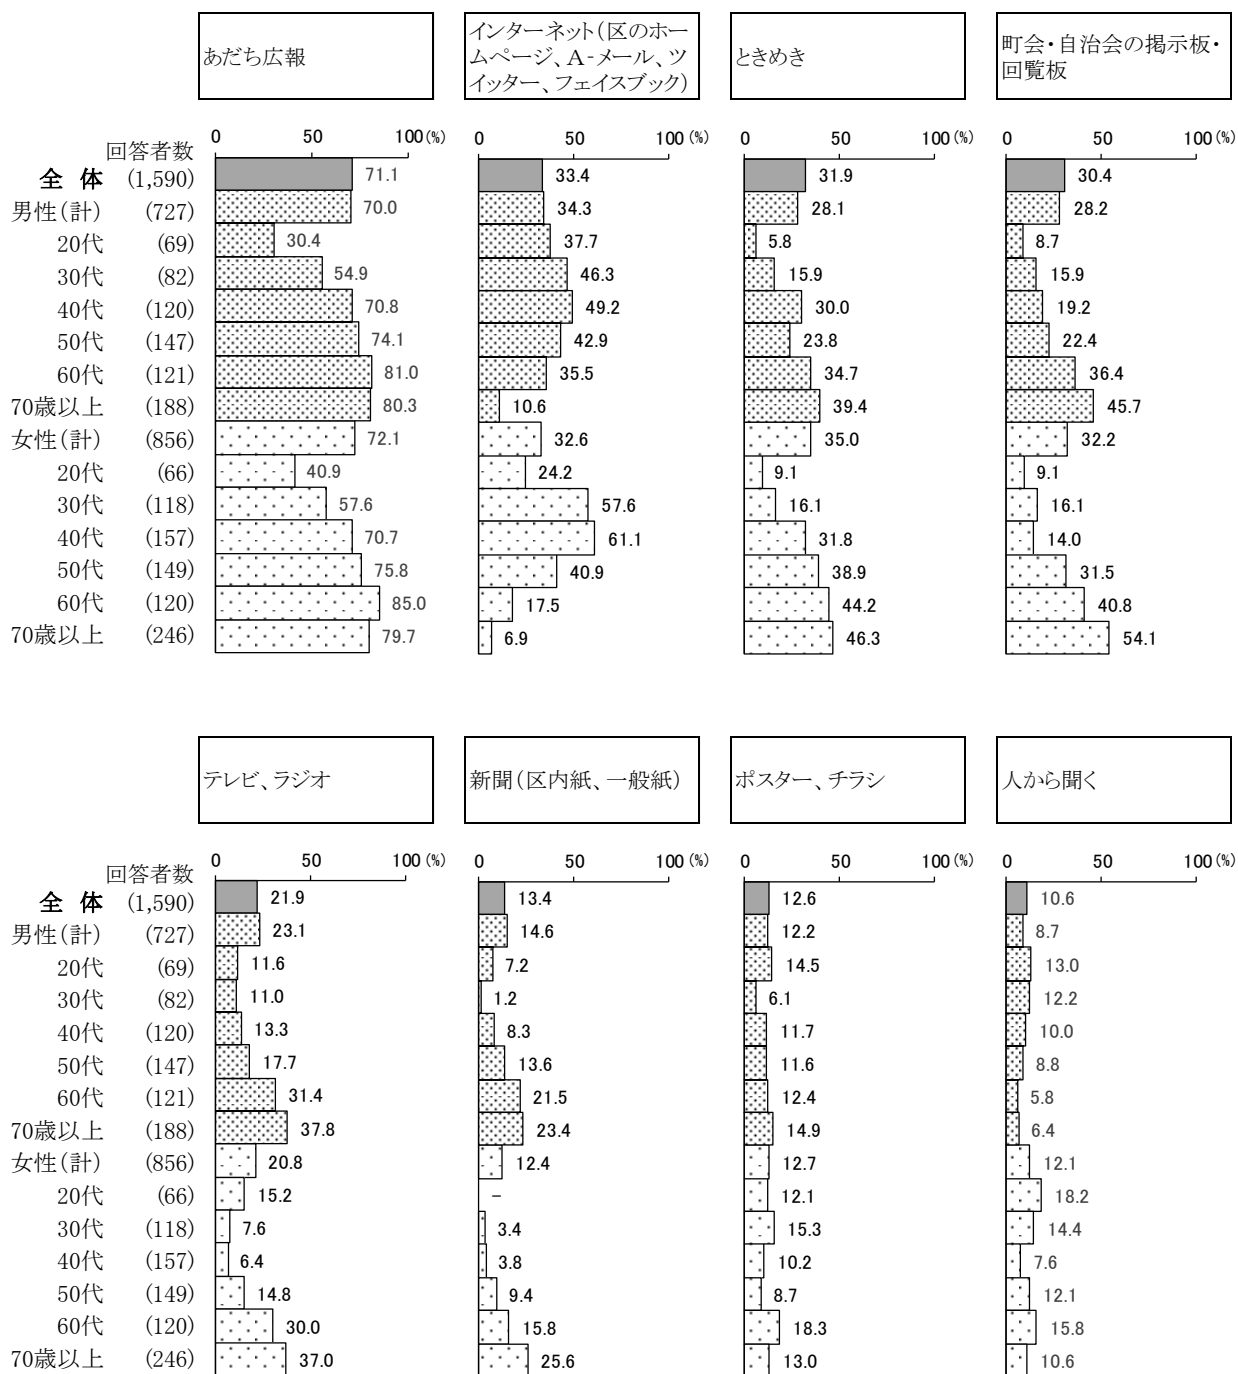 あだち広報
インターネット(区のホー
ムページ、A-メール、ツ
イッター、フェイスブック)
ときめき
町会・自治会の掲示板・
回覧板
0 50 100(%) 0 50 100(%) 0 50 100(%) 0 50 100(%)
回答者数
全 体 (1,590) 71.1 33.4 31.9 30.4
男性(計) (727) 70.0 34.3 28.1 28.2
20代 (69) 30.4 37.7 5.8 8.7
30代 (82) 54.9 46.3 15.9 15.9
40代 (120) 70.8 49.2 30.0 19.2
50代 (147) 74.1 42.9 23.8 22.4
60代 (121) 81.0 35.5 34.7 36.4
70歳以上 (188) 80.3 10.6 39.4 45.7
女性(計) (856) 72.1 32.6 35.0 32.2
20代 (66) 40.9 24.2 9.1 9.1
30代 (118) 57.6 57.6 16.1 16.1
40代 (157) 70.7 61.1 31.8 14.0
50代 (149) 75.8 40.9 38.9 31.5
60代 (120) 85.0 17.5 44.2 40.8
70歳以上 (246) 79.7 6.9 46.3 54.1
テレビ、ラジオ
新聞(区内紙、一般紙)
ポスター、チラシ
人から聞く
0 50 100(%) 0 50 100(%) 0 50 100(%) 0 50 100(%)
回答者数
全 体 (1,590) 21.9 13.4 12.6 10.6
男性(計) (727) 23.1 14.6 12.2 8.7
20代 (69) 11.6 7.2 14.5 13.0
30代 (82) 11.0 1.2 6.1 12.2
40代 (120) 13.3 8.3 11.7 10.0
50代 (147) 17.7 13.6 11.6 8.8
60代 (121) 31.4 21.5 12.4 5.8
70歳以上 (188) 37.8 23.4 14.9 6.4
女性(計) (856) 20.8 12.4 12.7 12.1
20代 (66) 15.2 - 12.1 18.2
30代 (118) 7.6 3.4 15.3 14.4
40代 (157) 6.4 3.8 10.2 7.6
50代 (149) 14.8 9.4 8.7 12.1
60代 (120) 30.0 15.8 18.3 15.8
70歳以上 (246) 37.0 25.6 13.0 10.6